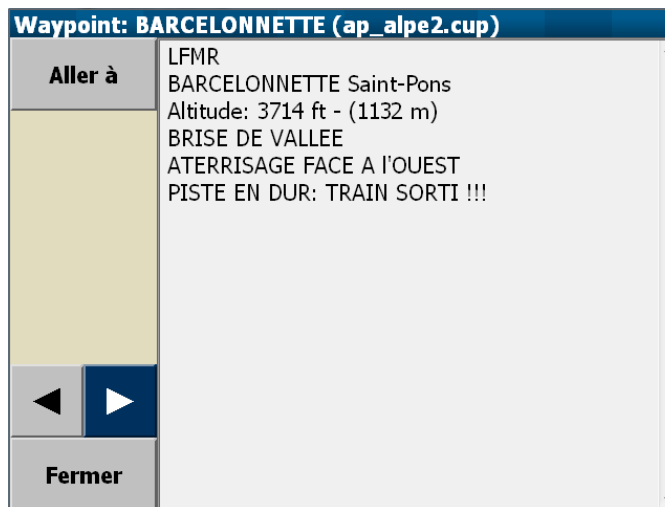 Waypoint: BARCELONNETTE (ap_alpe2.cup)
Aller à
LFMR
BARCELONNETTE Saint-Pons
Altitude: 3714 ft - (1132 m)
BRISE DE VALLEE
ATERRISAGE FACE A l'OUEST
PISTE EN DUR: TRAIN SORTI !!!
Fermer